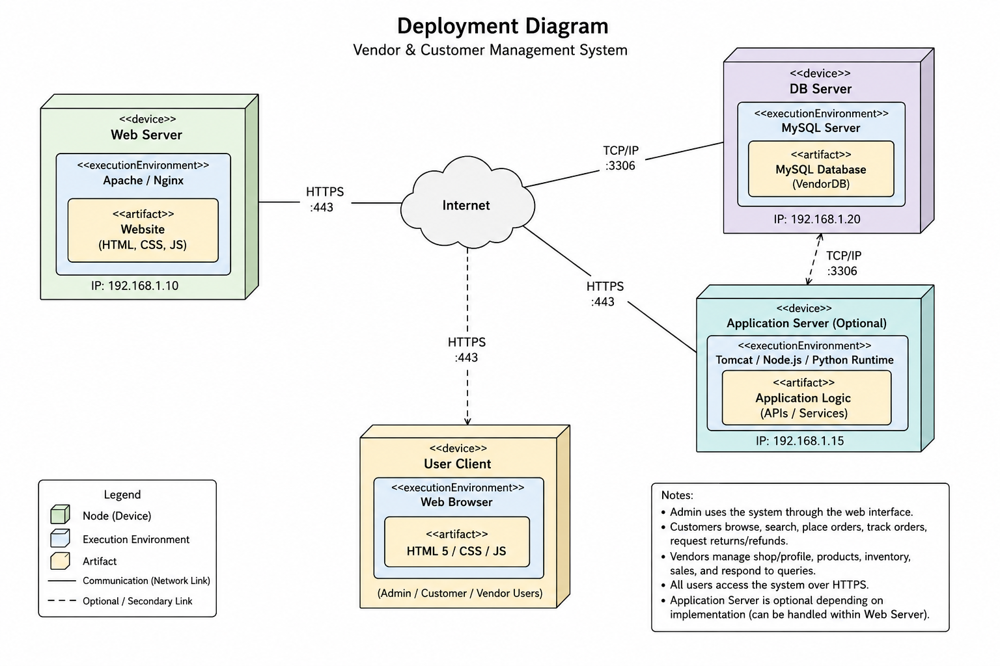 Deployment Diagram
Vendor & Customer Management System
<<device>>
Web Server
<<executionEnvironment>>
Apache / Nginx
<<artifact>>
Website
(HTML, CSS, JS)
IP: 192.168.1.10
HTTPS
:443
Internet
TCP/IP
:3306
<<device>>
DB Server
<<executionEnvironment>>
MySQL Server
<<artifact>>
MySQL Database
(VendorDB)
IP: 192.168.1.20
TCP/IP
:3306
HTTPS
:443
<<device>>
Application Server (Optional)
<<executionEnvironment>>
Tomcat / Node.js / Python Runtime
<<artifact>>
Application Logic
(APIs / Services)
IP: 192.168.1.15
HTTPS
:443
<<device>>
User Client
<<executionEnvironment>>
Web Browser
<<artifact>>
HTML 5 / CSS / JS
(Admin / Customer / Vendor Users)
Legend
Node (Device)
Execution Environment
Artifact
Communication (Network Link)
Optional / Secondary Link
Notes:
• Admin uses the system through the web interface.
• Customers browse, search, place orders, track orders,
request returns/refunds.
• Vendors manage shop/profile, products, inventory,
sales, and respond to queries.
• All users access the system over HTTPS.
• Application Server is optional depending on
implementation (can be handled within Web Server).